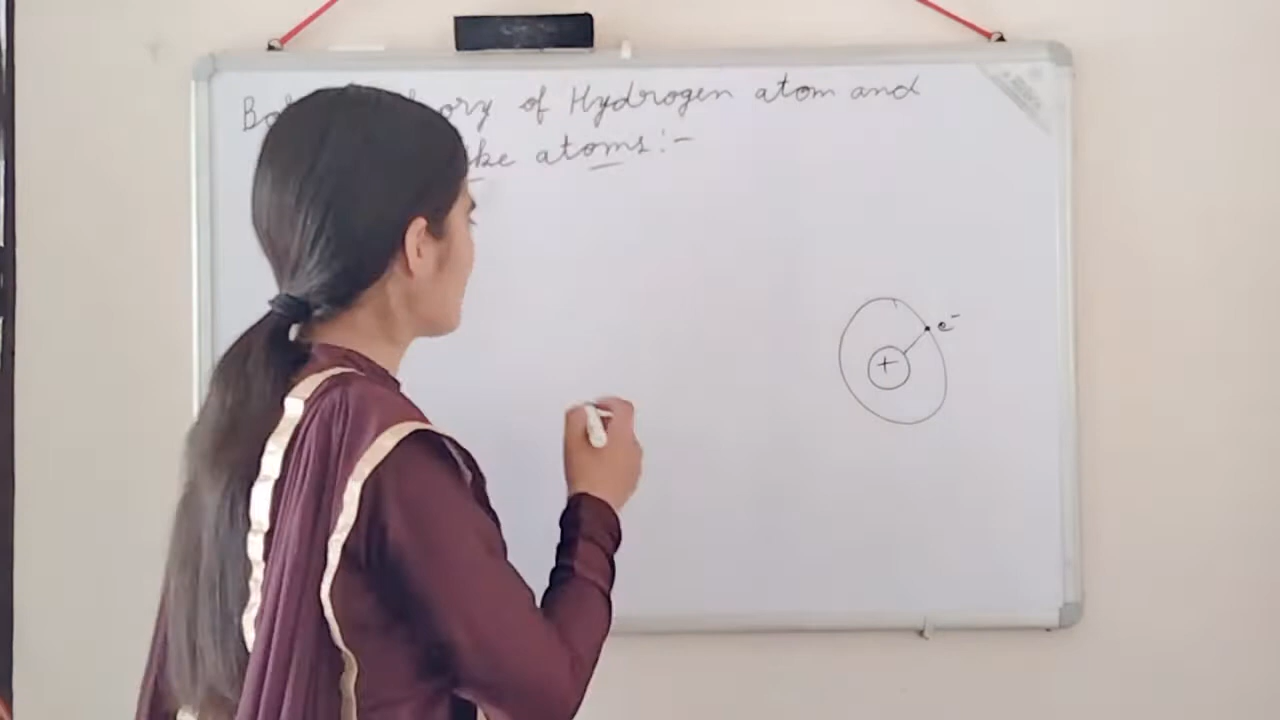 of Hydrogen atom and
atoms:-
e⁻
+